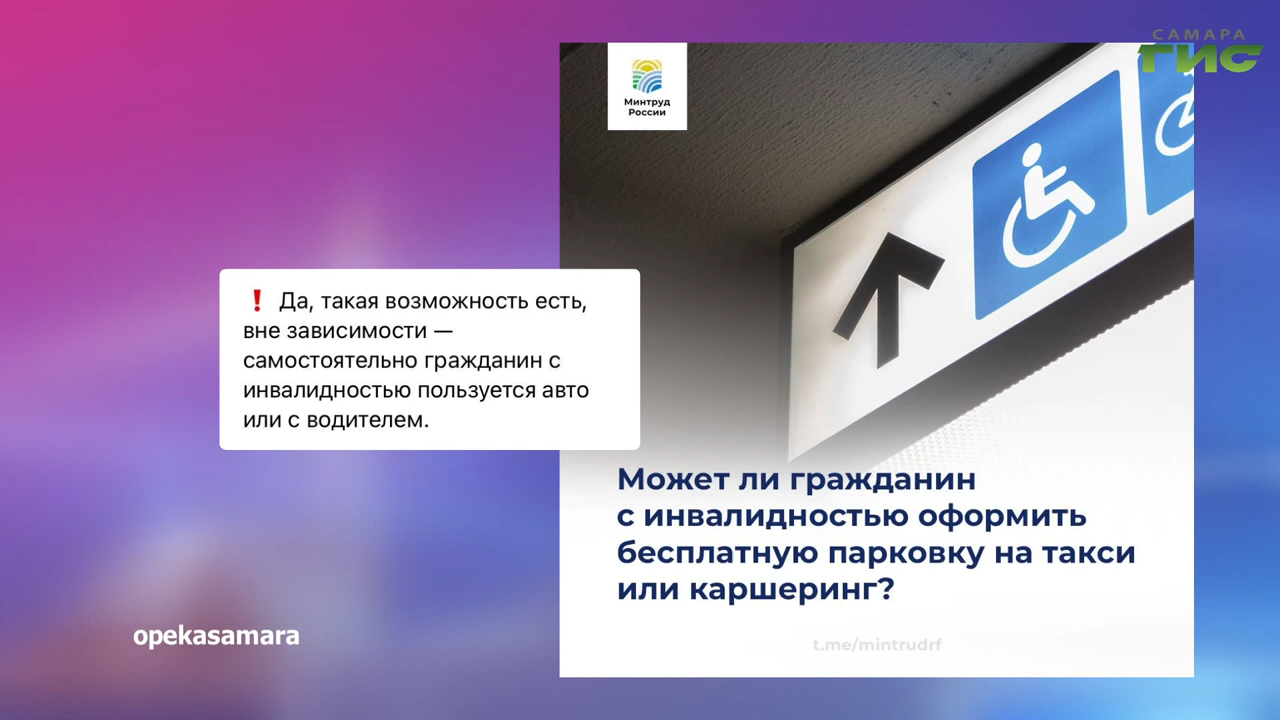 САМАРА
ГИС
Минтруд
России
❗ Да, такая возможность есть,
вне зависимости —
самостоятельно гражданин с
инвалидностью пользуется авто
или с водителем.
Может ли гражданин
с инвалидностью оформить
бесплатную парковку на такси
или каршеринг?
opekasamara
t.me/mintrudrf